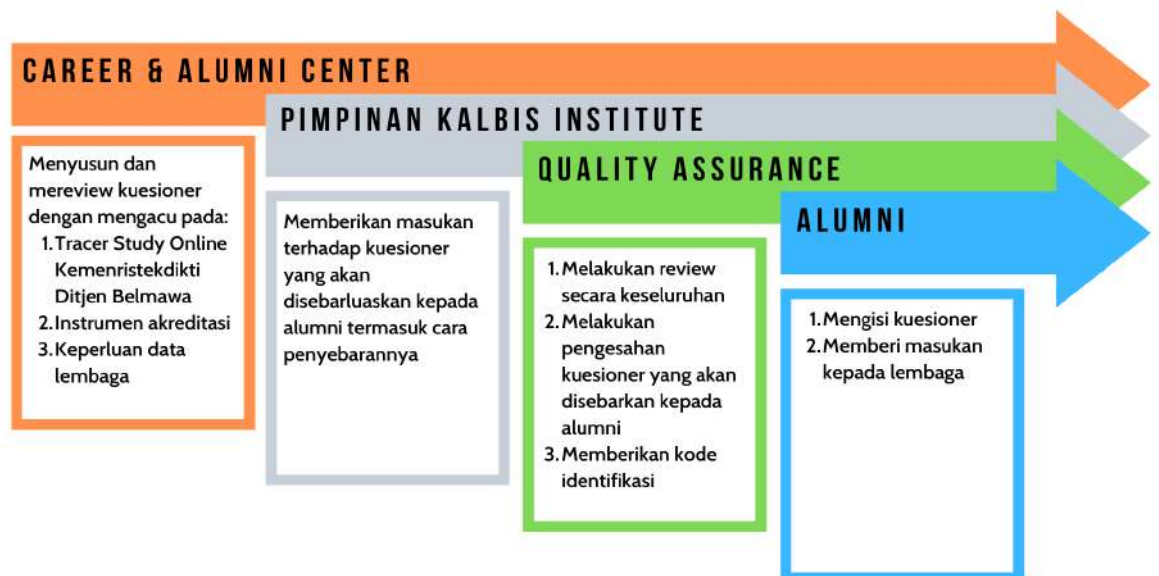 CAREER & ALUMNI CENTER
Menyusun dan
mereview kuesioner
dengan mengacu pada:
1. Tracer Study Online
Kemenristekdikti
Ditjen Belmawa
2. Instrumen akreditasi
3. Keperluan data
lembaga
PIMPINAN KALBIS INSTITUTE
Memberikan masukan
terhadap kuesioner
yang akan
disebarluaskan kepada
alumni termasuk cara
penyebarannya
QUALITY ASSURANCE
1. Melakukan review
secara keseluruhan
2. Melakukan
pengesahan
kuesioner yang akan
disebarkan kepada
alumni
3. Memberikan kode
identifikasi
ALUMNI
1. Mengisi kuesioner
2. Memberi masukan
kepada lembaga